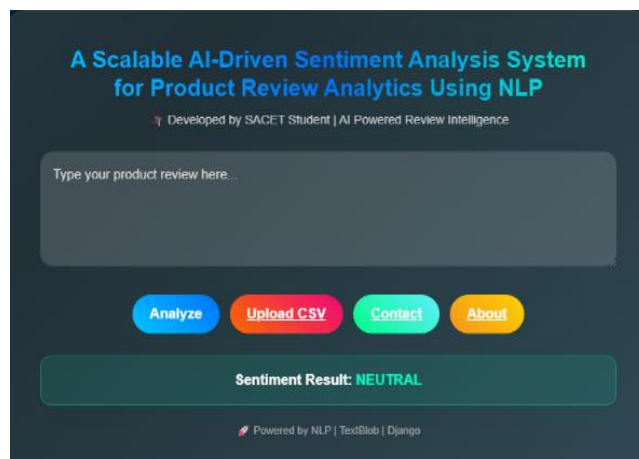 A Scalable AI-Driven Sentiment Analysis System
for Product Review Analytics Using NLP
Developed by SACET Student | AI Powered Review Intelligence
Type your product review here...
Analyze
Upload CSV
Contact
About
Sentiment Result: NEUTRAL
Powered by NLP | TextBlob | Django